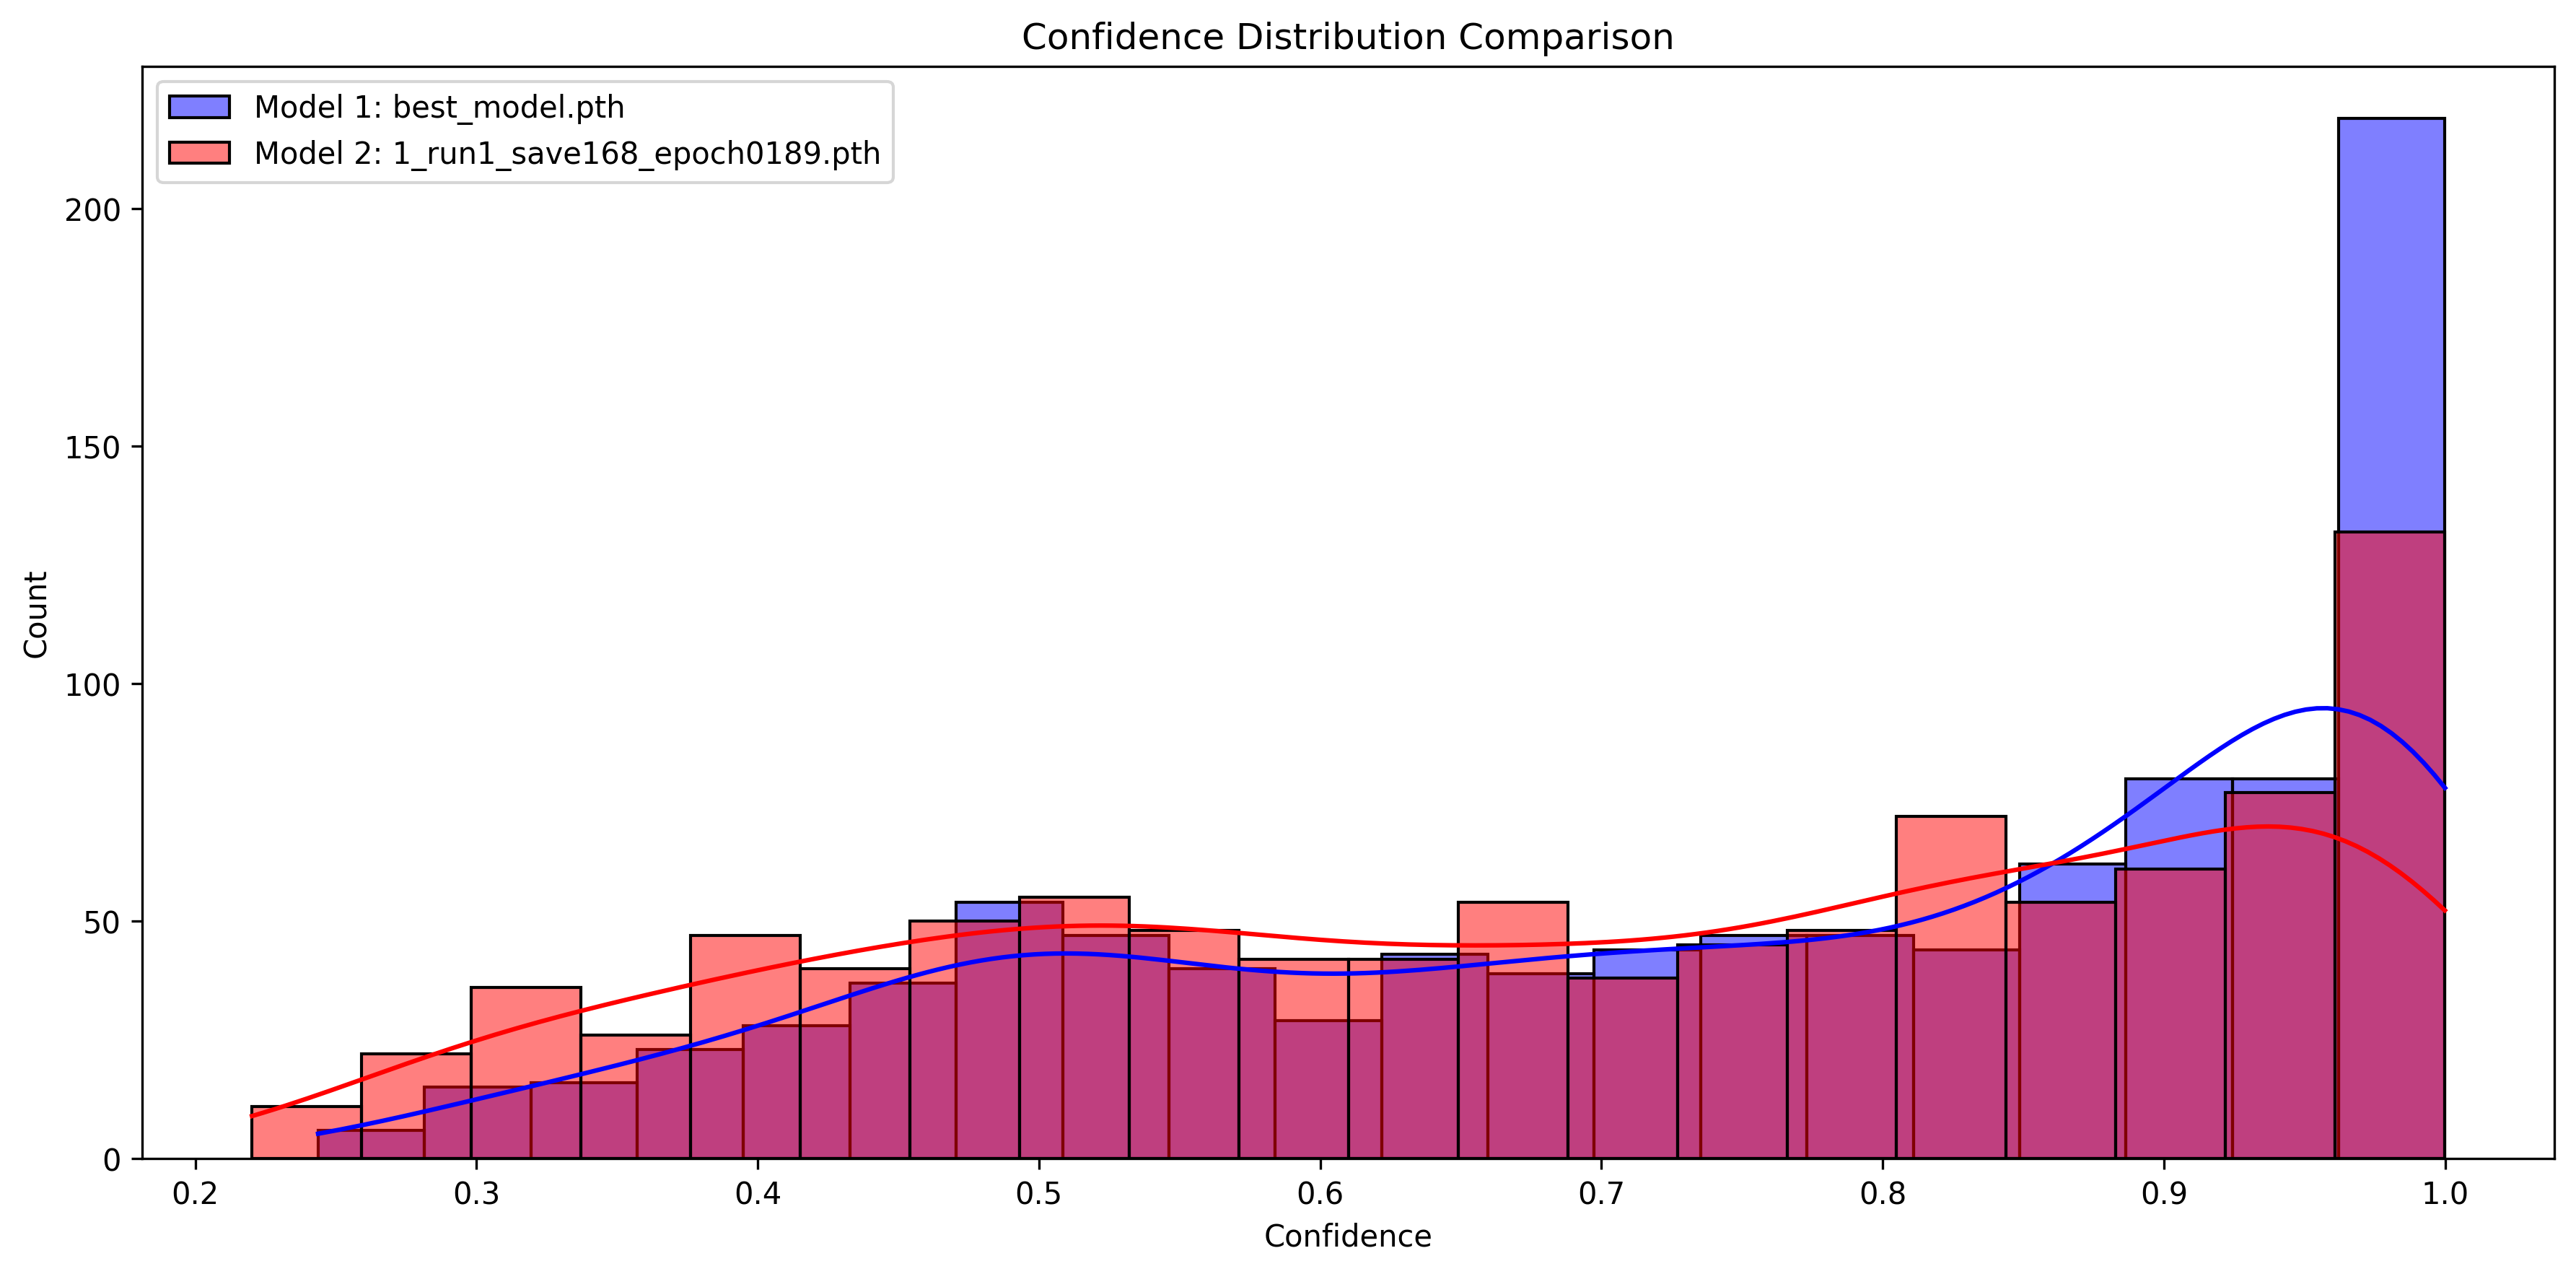 Confidence Distribution Comparison
Model 1: best_model.pth
Model 2: 1_run1_save168_epoch0189.pth
Count
200
150
100
50
0
0.2 0.3 0.4 0.5 0.6 0.7 0.8 0.9 1.0
Confidence